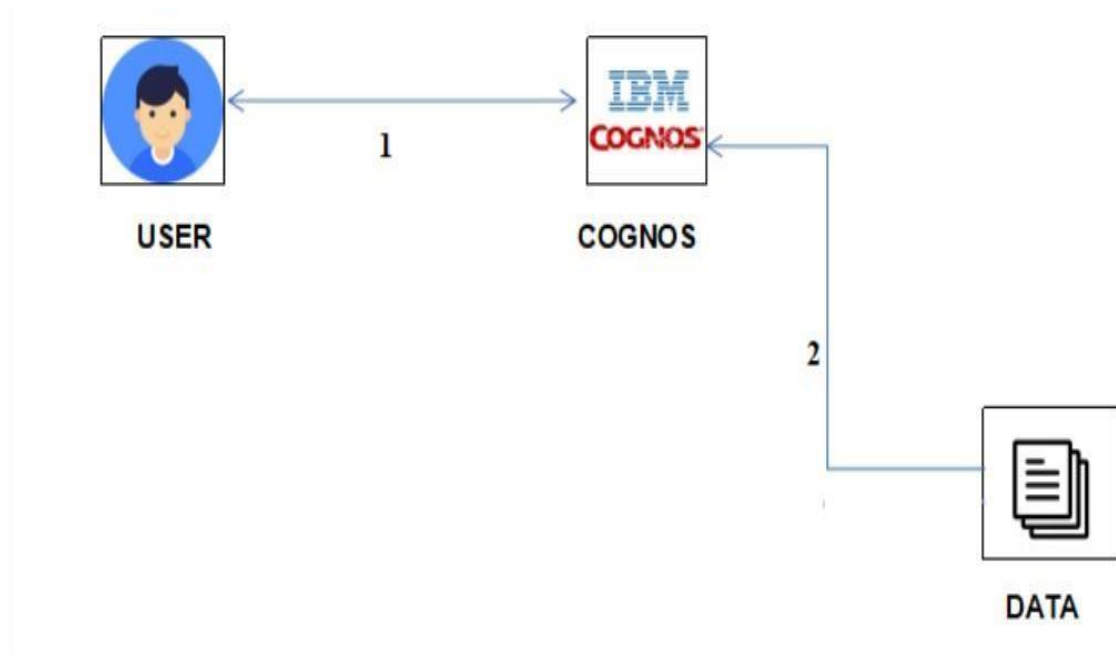 IBM
COGNOS
1
USER
COGNOS
2
DATA